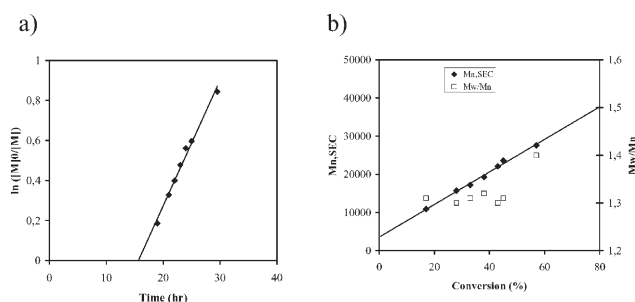 a)
1
0,8
0,6
0,4
0,2
0
0 10 20 30 40
Time (hr)
ln ([M]0/[M])
b)
50000
40000
30000
20000
10000
0
0 20 40 60 80
Conversion (%)
Mn,SEC
Mn,SEC
Mw/Mn
1,6
1,5
1,4
1,3
1,2
Mw/Mn